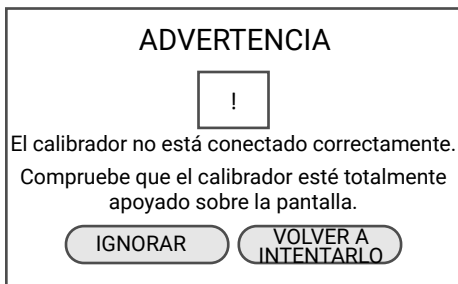 ADVERTENCIA
!
El calibrador no está conectado correctamente.
Compruebe que el calibrador esté totalmente
apoyado sobre la pantalla.
IGNORAR
VOLVER A
INTENTARLO